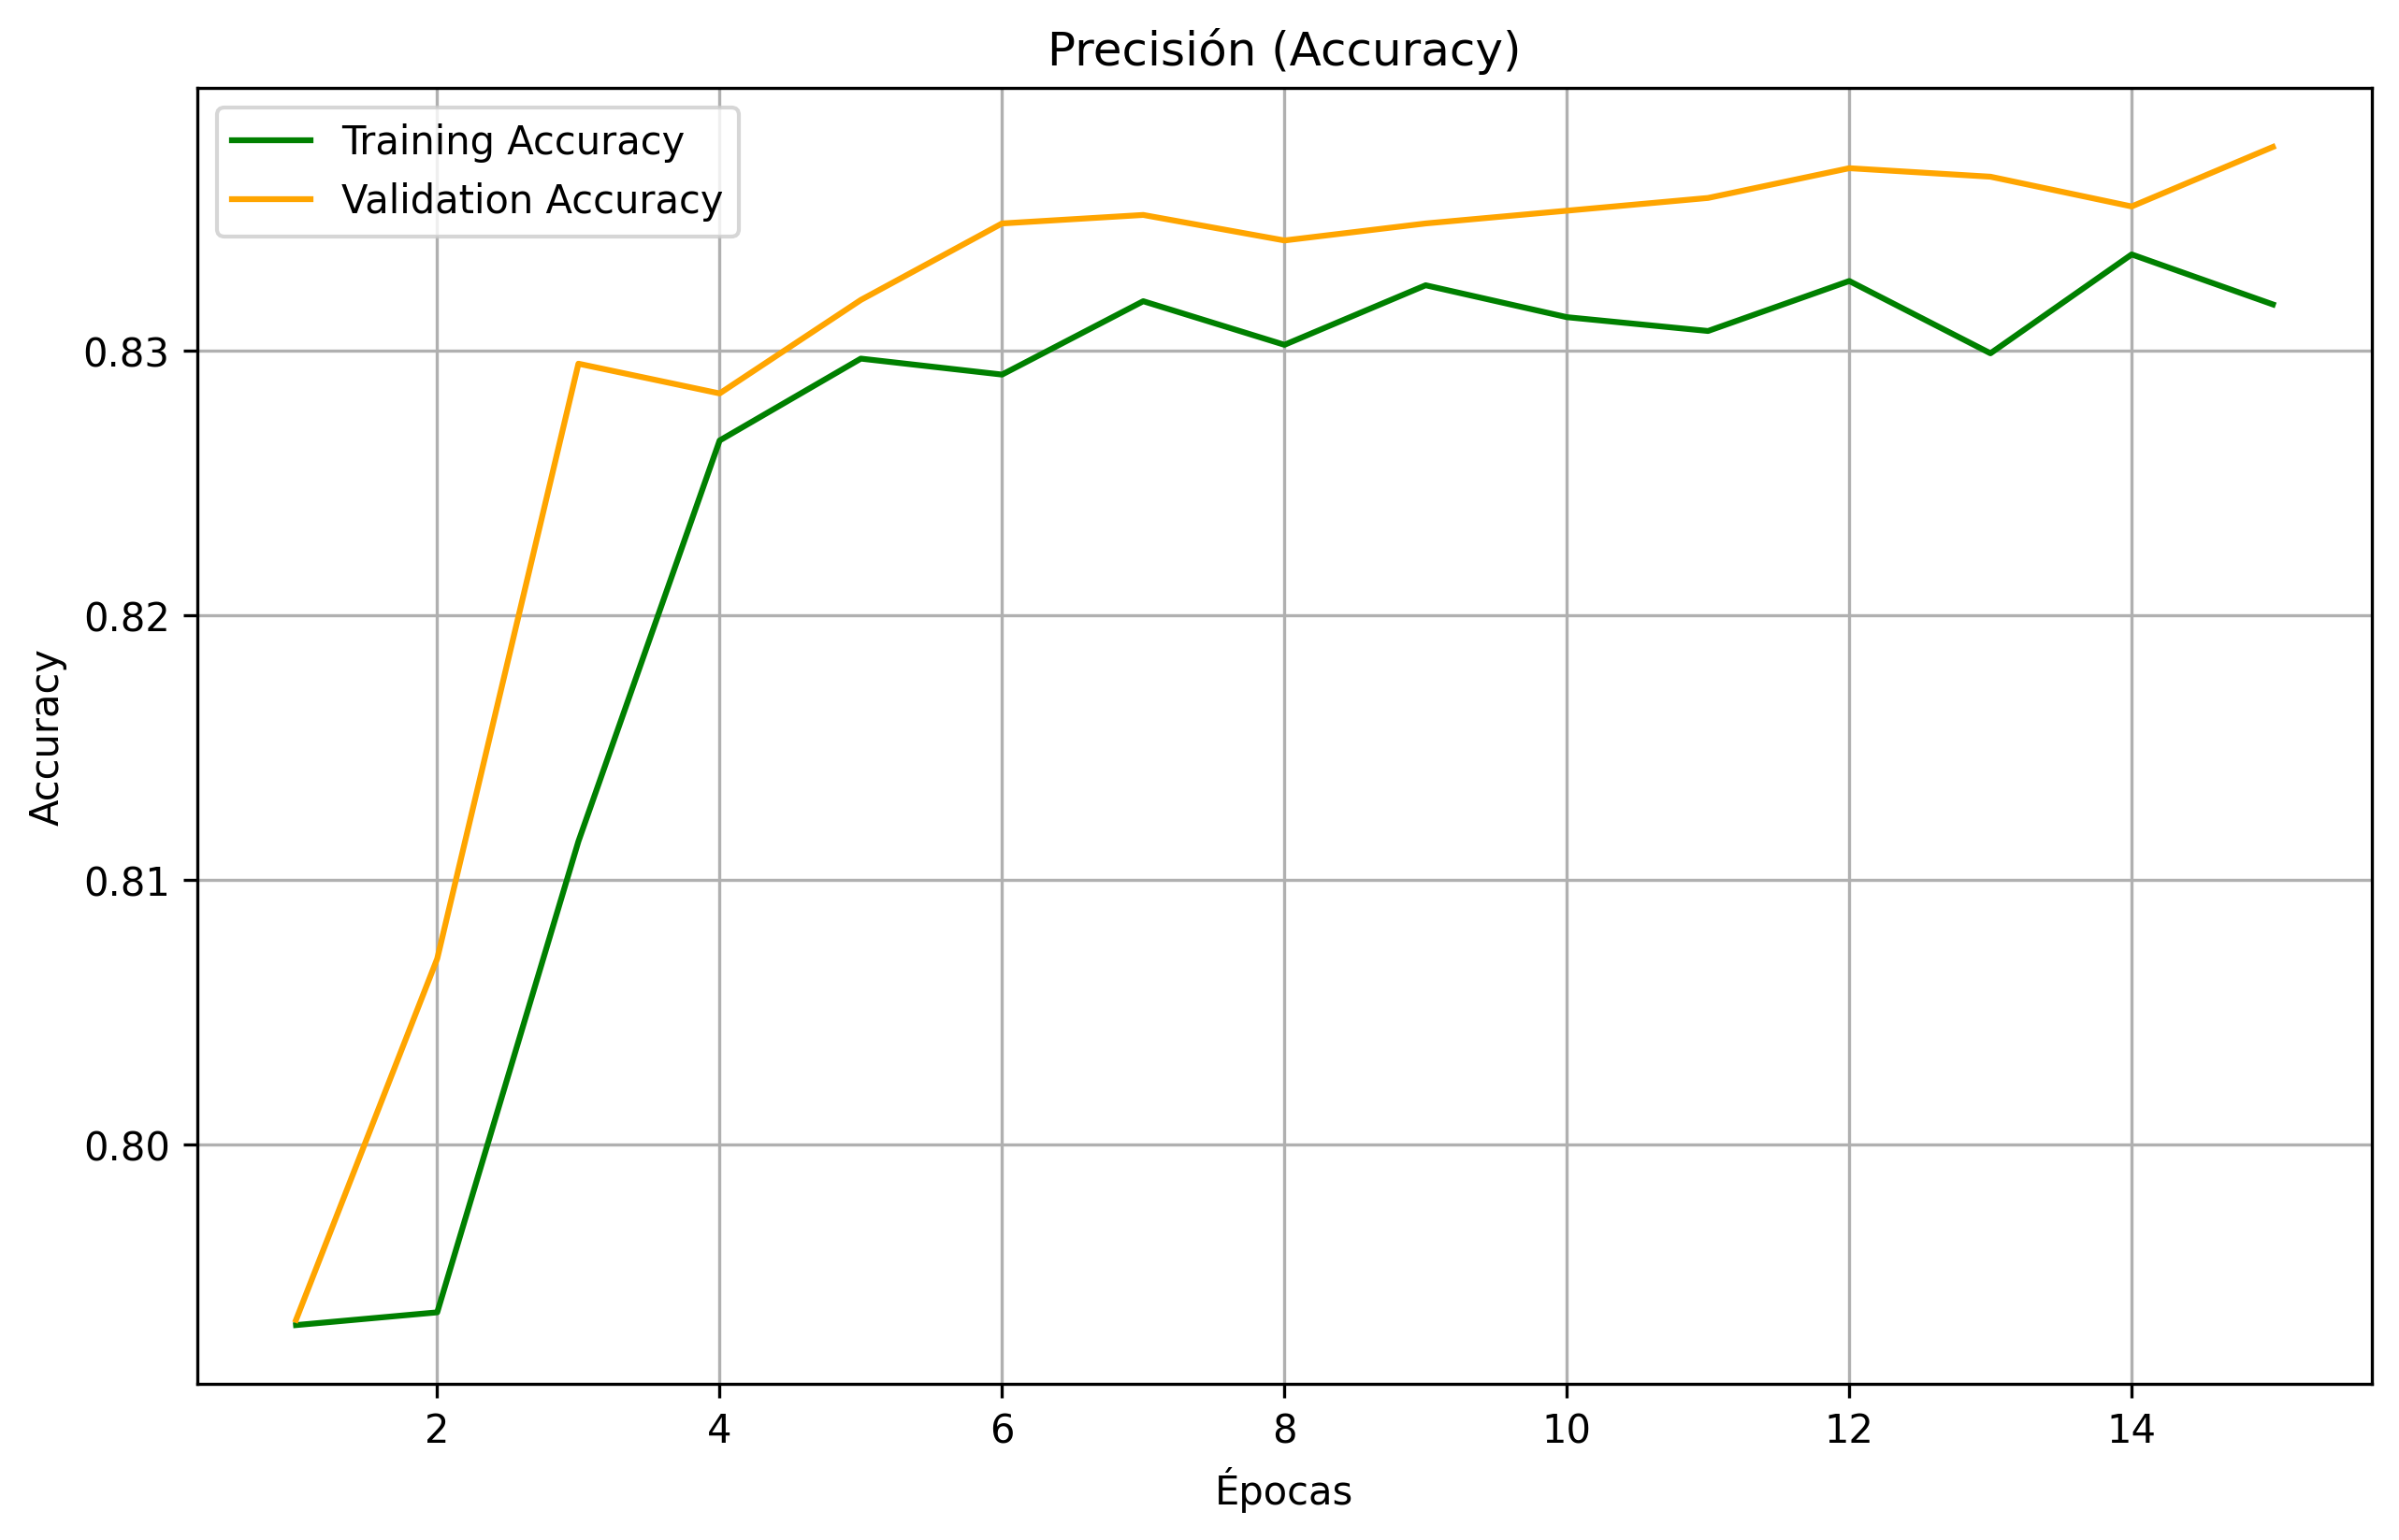 Precisión (Accuracy)
Training Accuracy
Validation Accuracy
0.83
0.82
0.81
0.80
Accuracy
2 4 6 8 10 12 14
Épocas